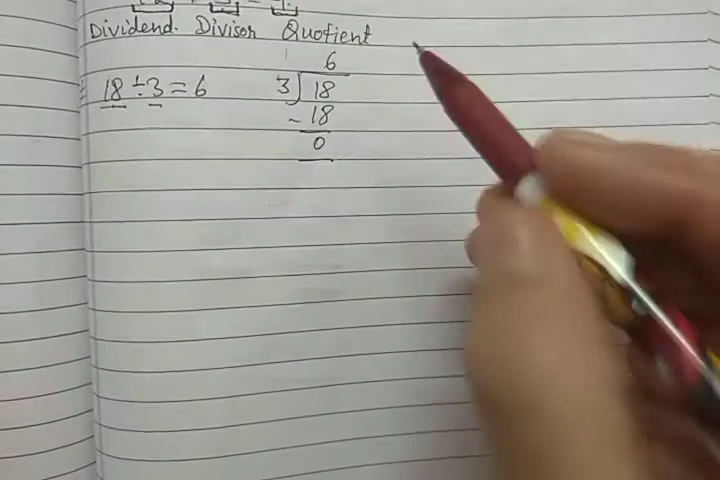 Dividend. Divisor Quotient
18 ÷ 3 = 6
6
3) 18
- 18
0